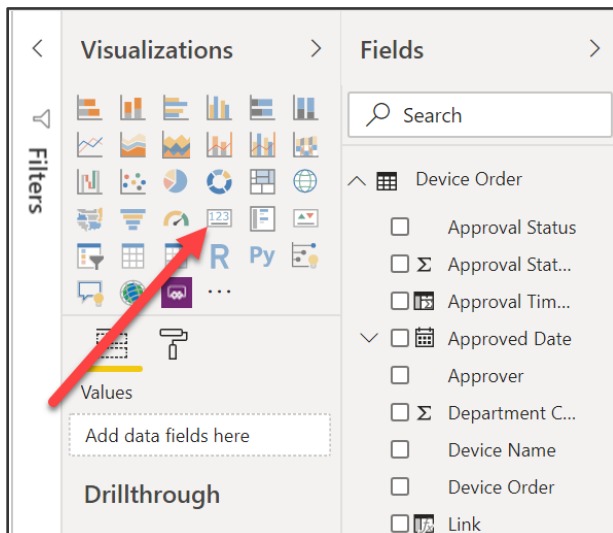 Visualizations
Fields
Filters
Search
123
R
Py
Device Order
Approval Status
Σ Approval Stat...
Approval Tim...
Approved Date
Approver
Σ Department C...
Device Name
Device Order
Link
Values
Add data fields here
Drillthrough